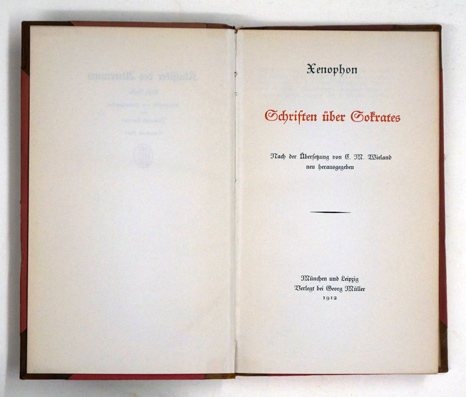 Xenophon
Schriften über Sokrates
Nach der Übersetzung von C. M. Wieland
neu herausgegeben
München und Leipzig
Verlegt bei Georg Müller
1912